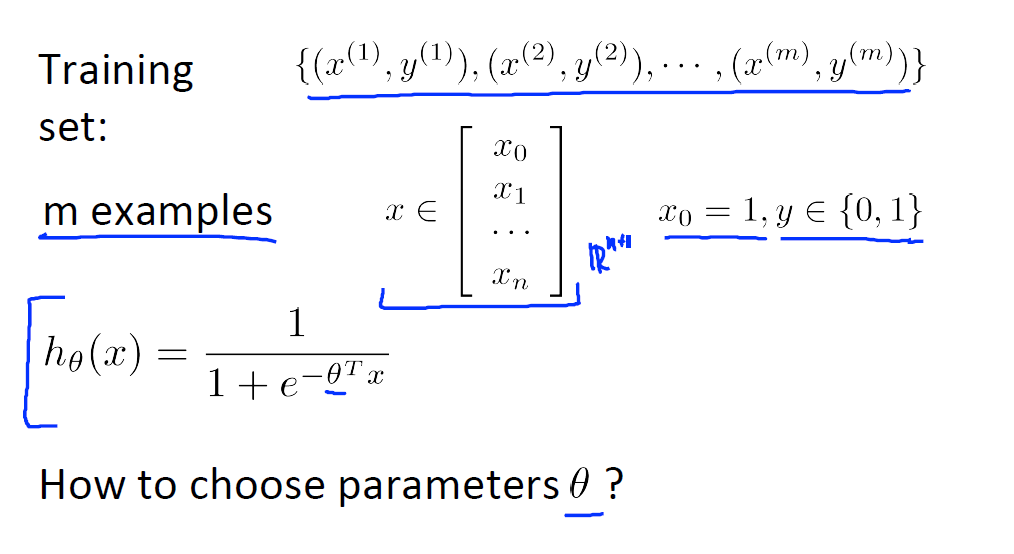 Training set:
{(x^(1), y^(1)), (x^(2), y^(2)), ⋯ , (x^(m), y^(m))}
m examples
x ∈ [x₀ x₁ ... xₙ] ℝ^(n+1)
x₀ = 1, y ∈ {0, 1}
h_θ(x) = 1 / (1 + e^(−θ^T x))
How to choose parameters θ ?